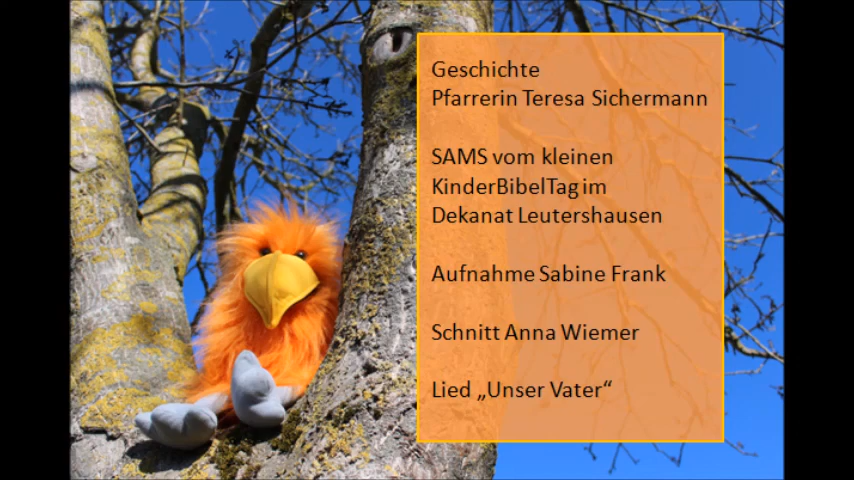 Geschichte
Pfarrerin Teresa Sichermann
SAMS vom kleinen
KinderBibelTag im
Dekanat Leutershausen
Aufnahme Sabine Frank
Schnitt Anna Wiemer
Lied „Unser Vater“